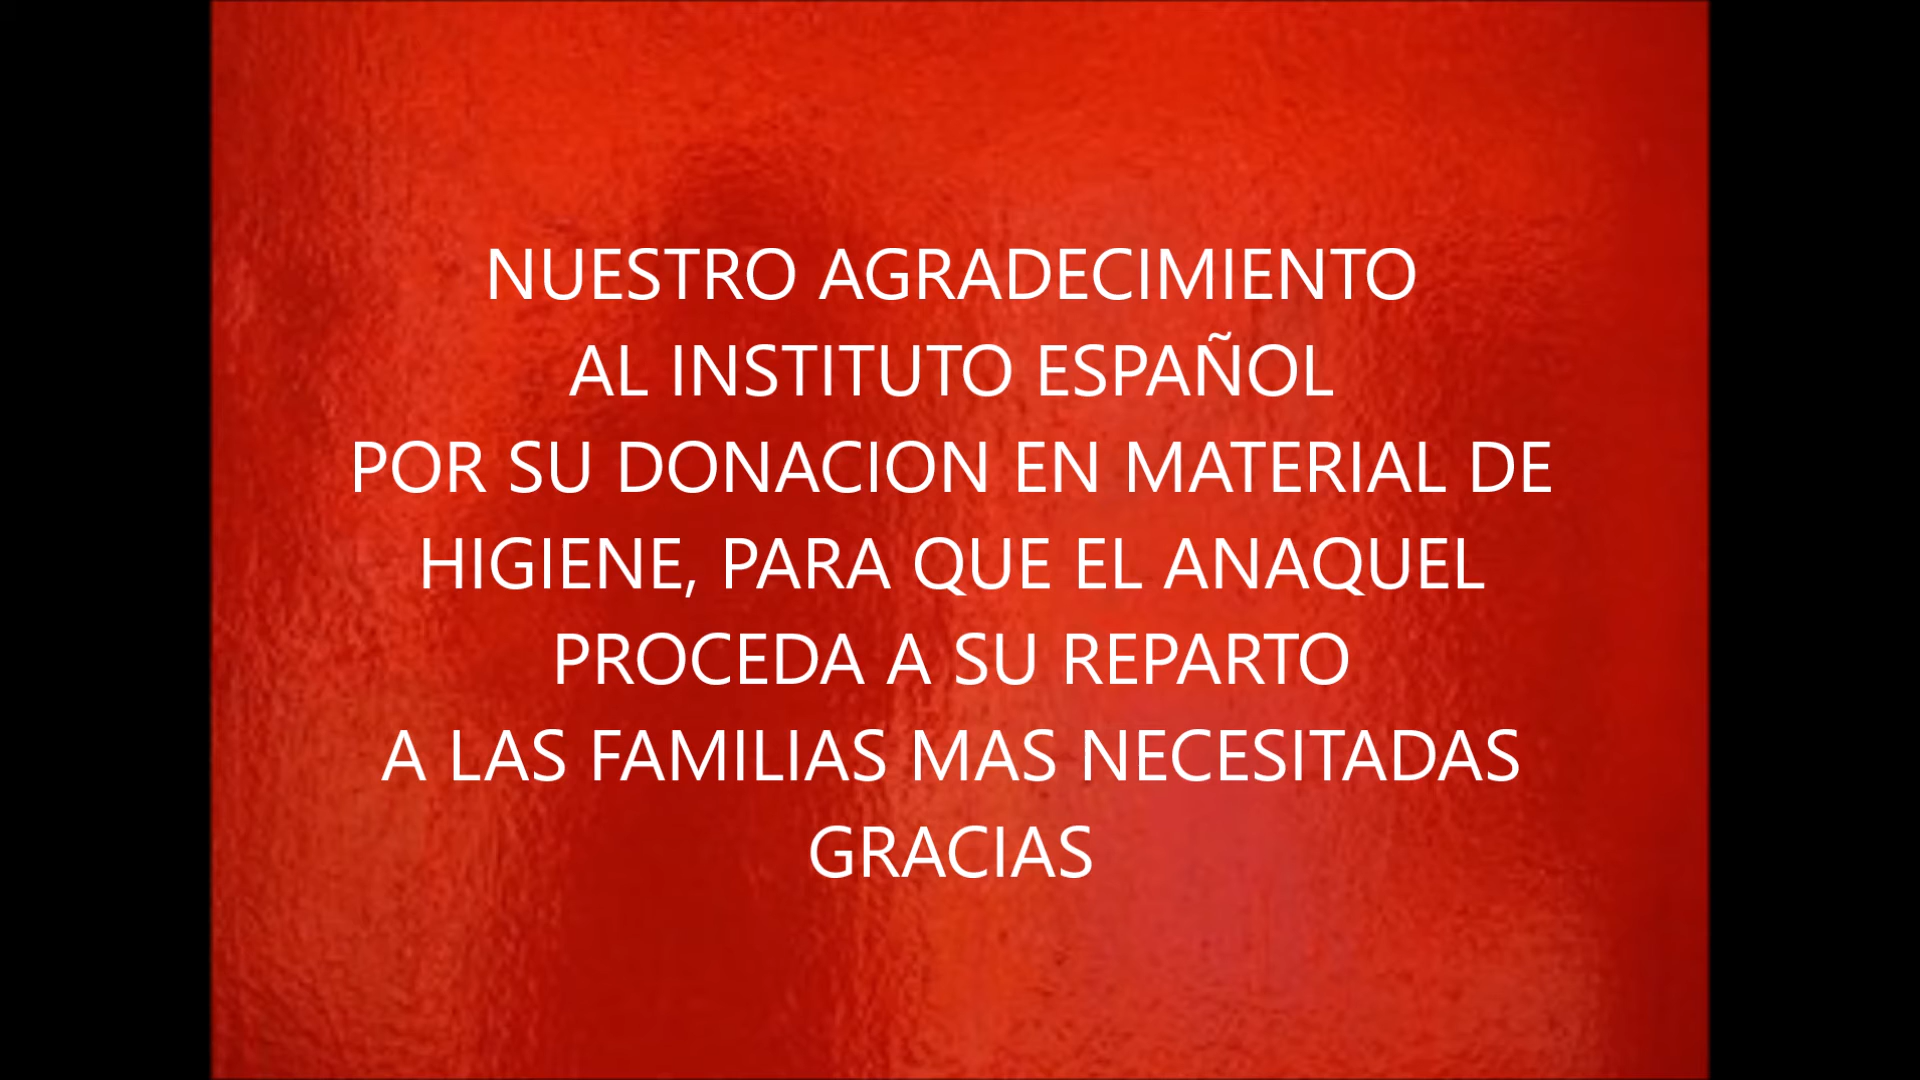 NUESTRO AGRADECIMIENTO
AL INSTITUTO ESPAÑOL
POR SU DONACION EN MATERIAL DE
HIGIENE, PARA QUE EL ANAQUEL
PROCEDA A SU REPARTO
A LAS FAMILIAS MAS NECESITADAS
GRACIAS